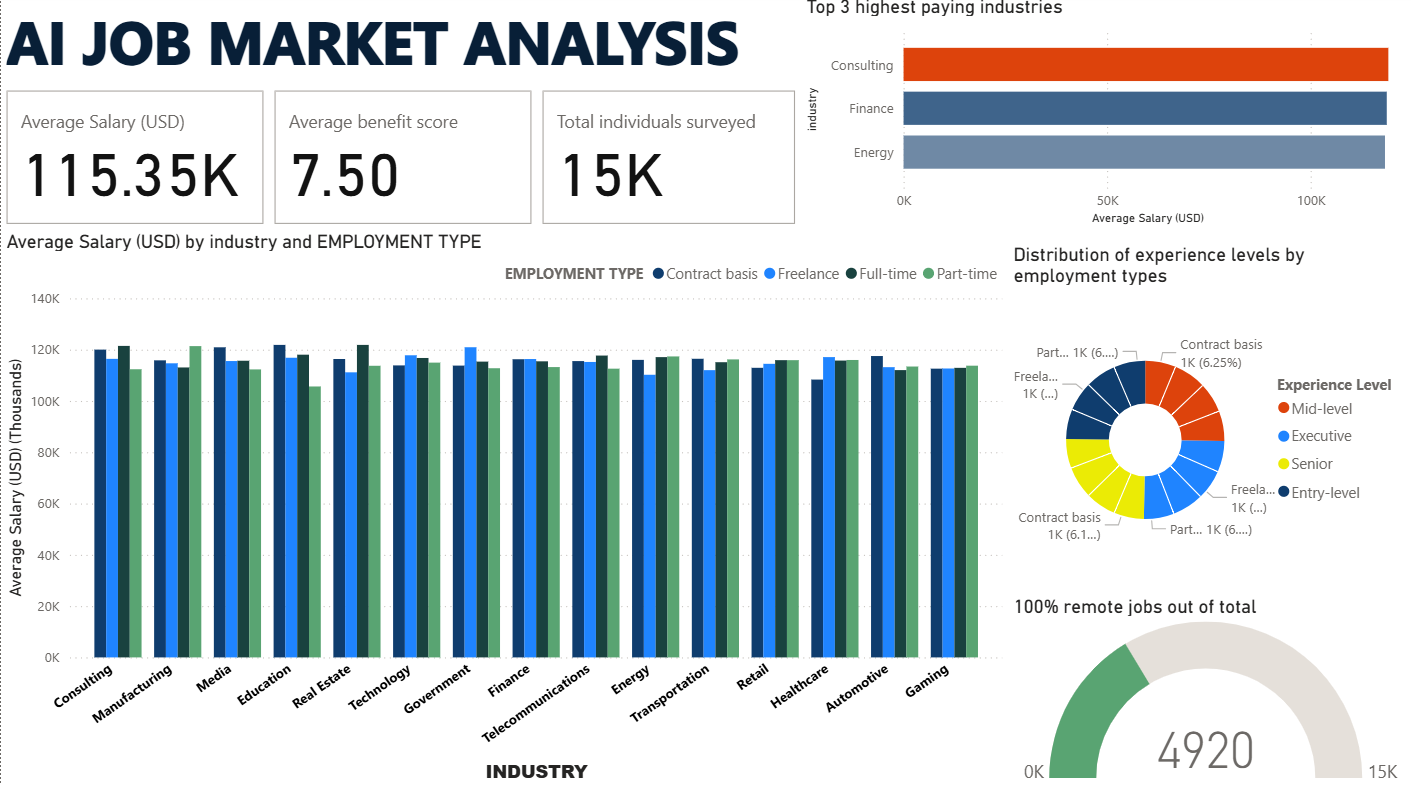 AI JOB MARKET ANALYSIS
Average Salary (USD)
115.35K
Average benefit score
7.50
Total individuals surveyed
15K
Top 3 highest paying industries
industry
Consulting
Finance
Energy
0K 50K 100K
Average Salary (USD)
Average Salary (USD) by industry and EMPLOYMENT TYPE
EMPLOYMENT TYPE Contract basis Freelance Full-time Part-time
Average Salary (USD) (Thousands)
140K
120K
100K
80K
60K
40K
20K
0K
Consulting Manufacturing Media Education Real Estate Technology Government Finance Telecommunications Energy Transportation Retail Healthcare Automotive Gaming
INDUSTRY
Distribution of experience levels by
employment types
Part... 1K (6....)
Contract basis
1K (6.25%)
Freela...
1K (...)
Freela...
1K (...)
Contract basis
1K (6.1...)
Part... 1K (6....)
Experience Level
Mid-level
Executive
Senior
Entry-level
100% remote jobs out of total
4920
0K 15K